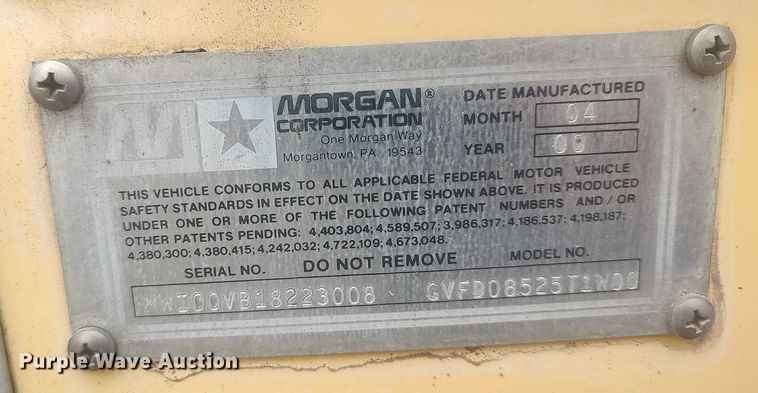 M
MORGAN®
CORPORATION
One Morgan Way
Morgantown, PA 19543
DATE MANUFACTURED
MONTH 04
YEAR 00
THIS VEHICLE CONFORMS TO ALL APPLICABLE FEDERAL MOTOR VEHICLE
SAFETY STANDARDS IN EFFECT ON THE DATE SHOWN ABOVE. IT IS PRODUCED
UNDER ONE OR MORE OF THE FOLLOWING PATENT NUMBERS AND/OR
OTHER PATENTS PENDING: 4,403,804; 4,589,507; 3,986,317; 4,186,537; 4,198,187;
4,380,300; 4,380,415; 4,242,032; 4,722,109; 4,673,048.
SERIAL NO. DO NOT REMOVE MODEL NO.
MWI00VB18223008 GVFD08525T1W00
Purple Wave Auction